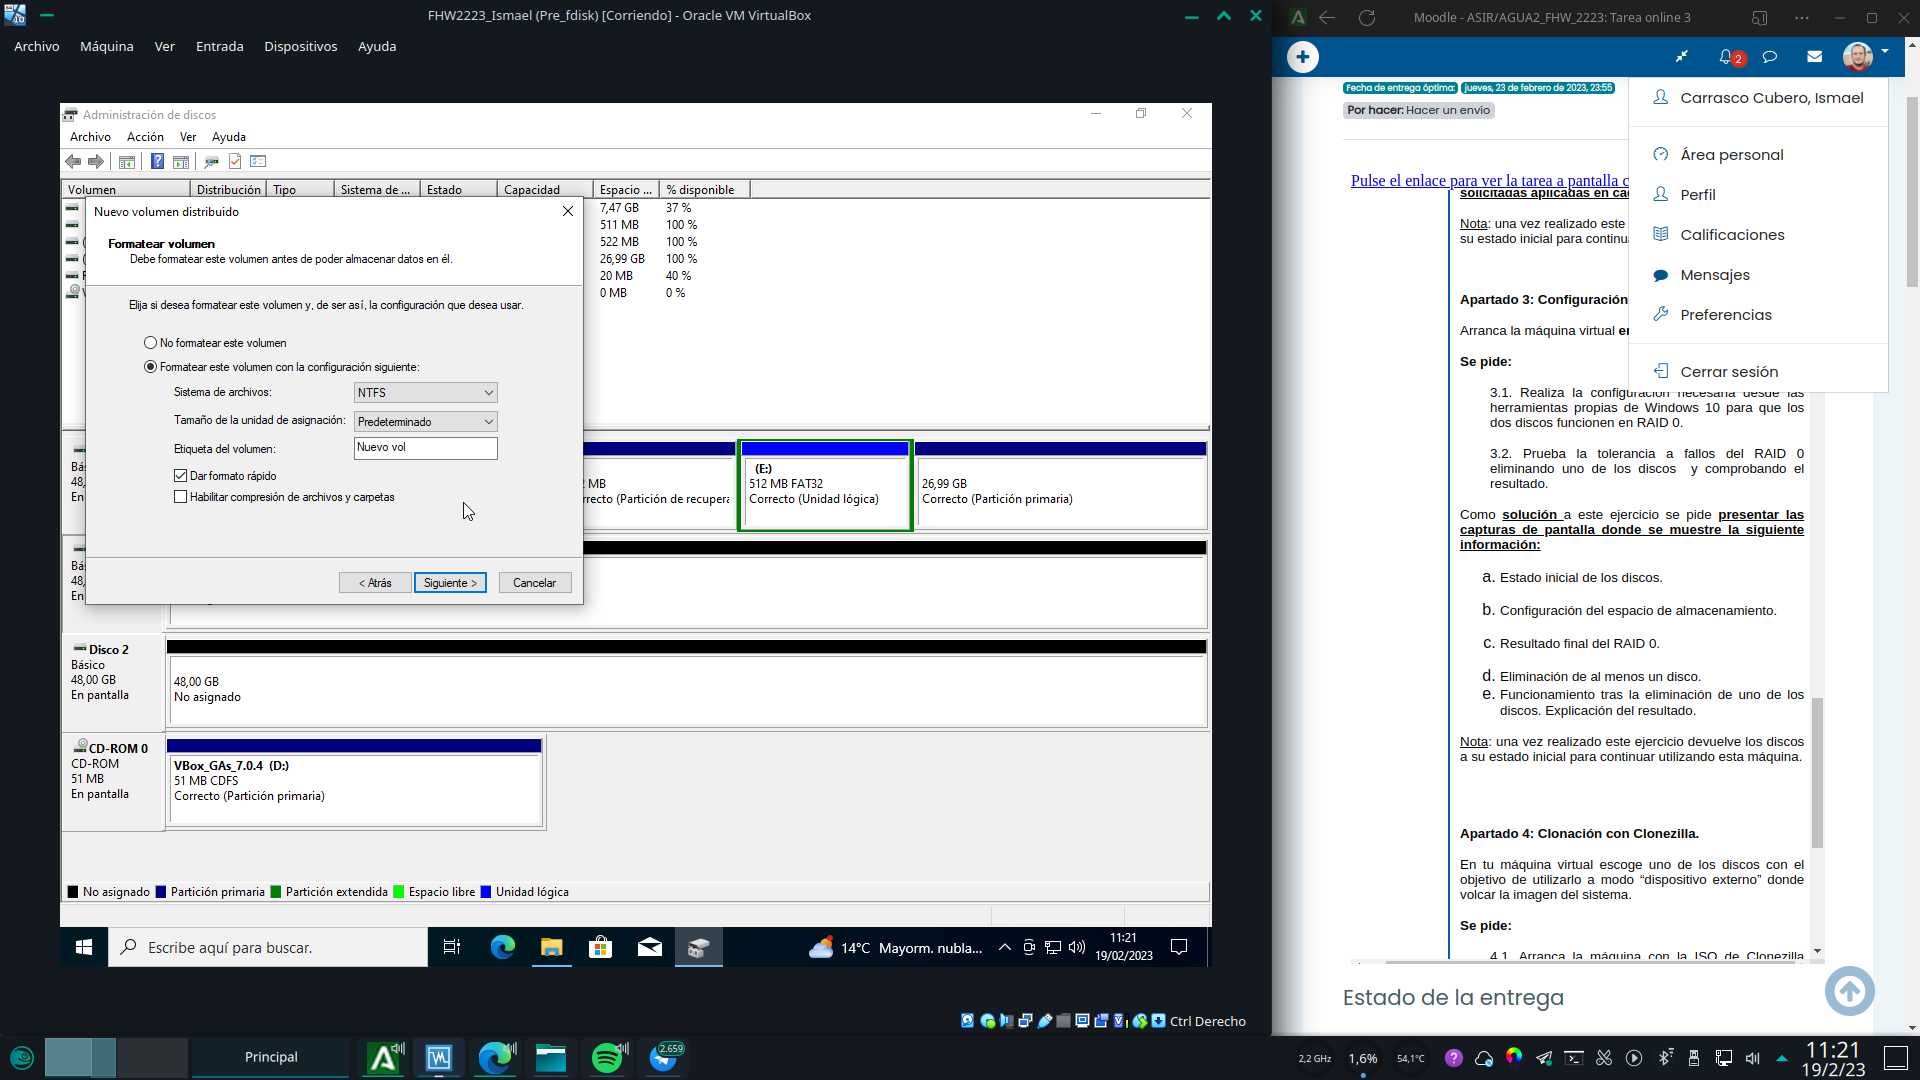 FHW2223_Ismael (Pre_fdisk) [Corriendo] - Oracle VM VirtualBox
Archivo Máquina Ver Entrada Dispositivos Ayuda
Administración de discos
Archivo Acción Ver Ayuda
Volumen Distribución Tipo Sistema de ... Estado Capacidad Espacio ... % disponible
7,47 GB 37 %
511 MB 100 %
522 MB 100 %
26,99 GB 100 %
20 MB 40 %
0 MB 0 %
Nuevo volumen distribuido
Formatear volumen
Debe formatear este volumen antes de poder almacenar datos en él.
Elija si desea formatear este volumen y, de ser así, la configuración que desea usar.
No formatear este volumen
Formatear este volumen con la configuración siguiente:
Sistema de archivos: NTFS
Tamaño de la unidad de asignación: Predeterminado
Etiqueta del volumen: Nuevo vol
Dar formato rápido
Habilitar compresión de archivos y carpetas
< Atrás Siguiente > Cancelar
Bá
48,
En
MB
recto (Partición de recupera
(E:)
512 MB FAT32
Correcto (Unidad lógica)
26,99 GB
Correcto (Partición primaria)
Bá
48,
En
Disco 2
Básico
48,00 GB
En pantalla
48,00 GB
No asignado
CD-ROM 0
CD-ROM
51 MB
En pantalla
VBox_GAs_7.0.4 (D:)
51 MB CDFS
Correcto (Partición primaria)
No asignado Partición primaria Partición extendida Espacio libre Unidad lógica
Escribe aquí para buscar.
14°C Mayorm. nubla...
11:21
19/02/2023
Ctrl Derecho
Moodle - ASIR/AGUA2_FHW_2223: Tarea online 3
2
Fecha de entrega óptima: jueves, 23 de febrero de 2023, 23:55
Por hacer: Hacer un envío
Carrasco Cubero, Ismael
Área personal
Perfil
Calificaciones
Mensajes
Preferencias
Cerrar sesión
Pulse el enlace para ver la tarea a pantalla c
solicitadas aplicadas en ca
Nota: una vez realizado este
su estado inicial para continua
Apartado 3: Configuración
Arranca la máquina virtual e
Se pide:
3.1. Realiza la configuración necesaria desde las
herramientas propias de Windows 10 para que los
dos discos funcionen en RAID 0.
3.2. Prueba la tolerancia a fallos del RAID 0
eliminando uno de los discos y comprobando el
resultado.
Como solución a este ejercicio se pide presentar las
capturas de pantalla donde se muestre la siguiente
información:
a. Estado inicial de los discos.
b. Configuración del espacio de almacenamiento.
c. Resultado final del RAID 0.
d. Eliminación de al menos un disco.
e. Funcionamiento tras la eliminación de uno de los
discos. Explicación del resultado.
Nota: una vez realizado este ejercicio devuelve los discos
a su estado inicial para continuar utilizando esta máquina.
Apartado 4: Clonación con Clonezilla.
En tu máquina virtual escoge uno de los discos con el
objetivo de utilizarlo a modo “dispositivo externo” donde
volcar la imagen del sistema.
Se pide:
4.1. Arranca la máquina con la ISO de Clonezilla
Estado de la entrega
Principal
2.659
2,2 GHz 1,6% 54,1°C
11:21
19/2/23